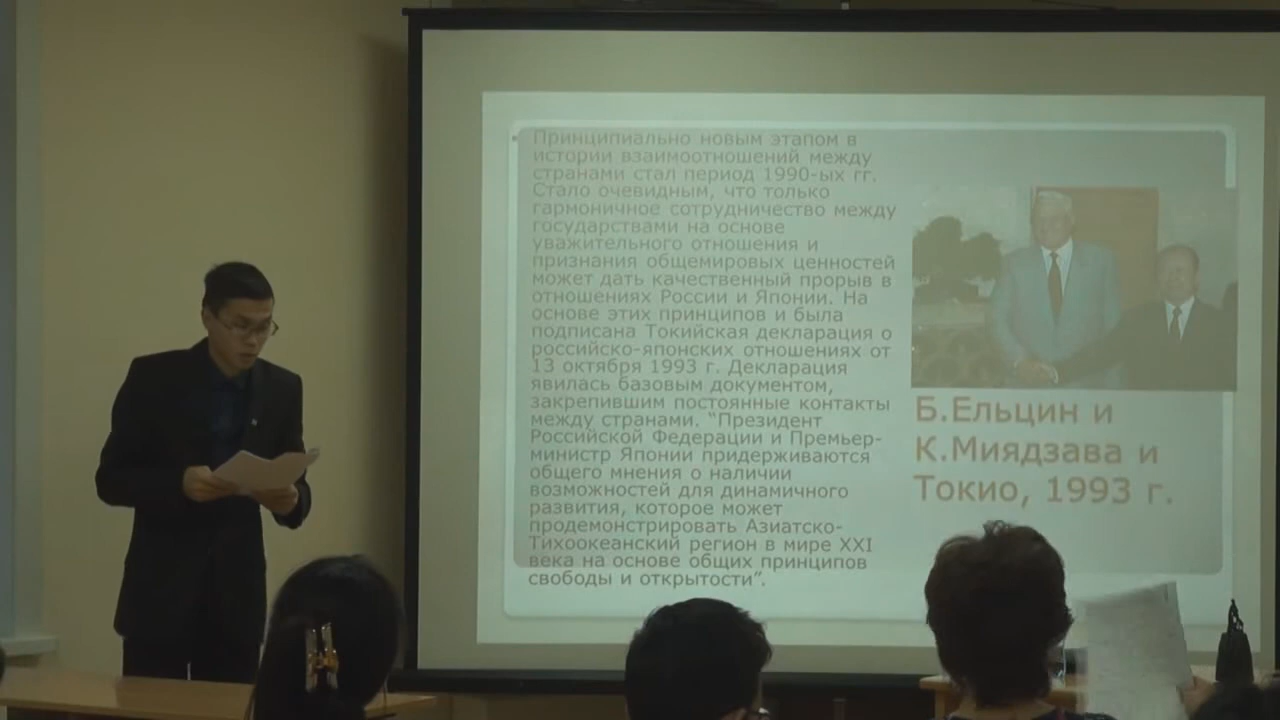 Принципиально новым этапом в
истории взаимоотношений между
странами стал период 1990-ых гг.
Стало очевидным, что только
гармоничное сотрудничество между
государствами на основе
уважительного отношения и
признания общемировых ценностей
может дать качественный прорыв в
отношениях России и Японии. На
основе этих принципов и была
подписана Токийская декларация о
российско-японских отношениях от
13 октября 1993 г. Декларация
явилась базовым документом,
закрепившим постоянные контакты
между странами. “Президент
Российской Федерации и Премьер-
министр Японии придерживаются
общего мнения о наличии
возможностей для динамичного
развития, которое может
продемонстрировать Азиатско-
Тихоокеанский регион в мире XXI
века на основе общих принципов
свободы и открытости”.
Б.Ельцин и
К.Миядзава и
Токио, 1993 г.